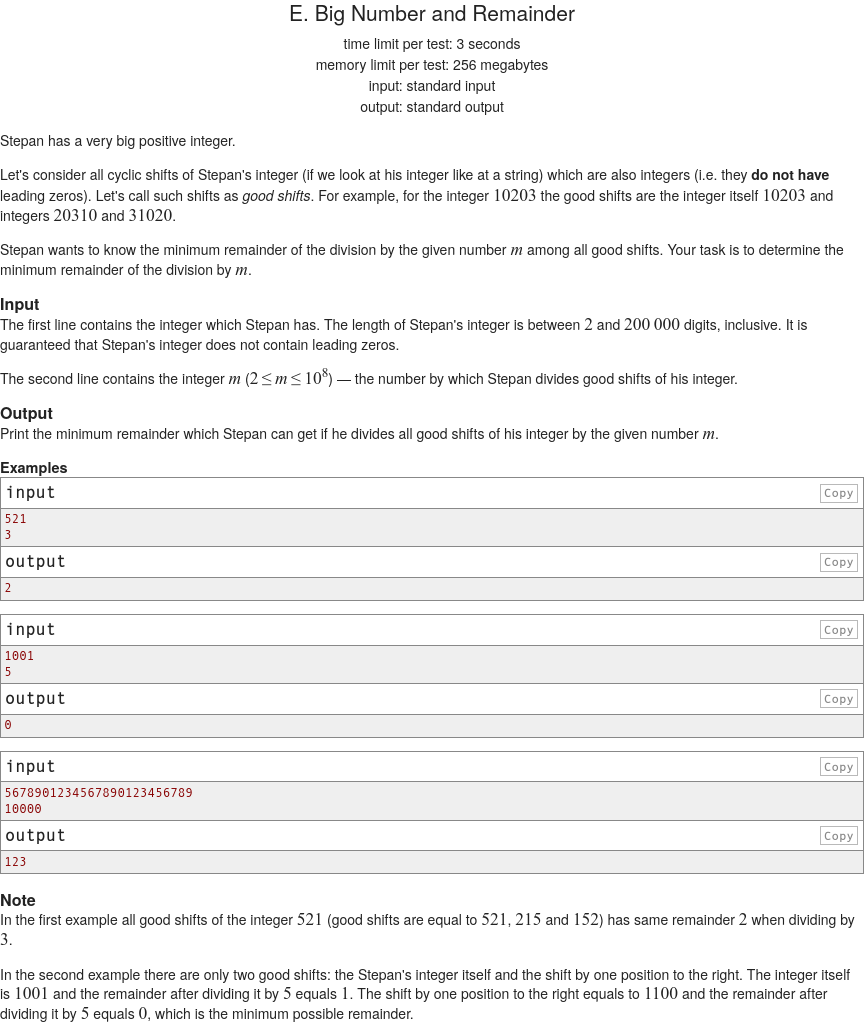 E. Big Number and Remainder
time limit per test: 3 seconds
memory limit per test: 256 megabytes
input: standard input
output: standard output
Stepan has a very big positive integer.
Let's consider all cyclic shifts of Stepan's integer (if we look at his integer like at a string) which are also integers (i.e. they do not have
leading zeros). Let's call such shifts as good shifts. For example, for the integer 10203 the good shifts are the integer itself 10203 and
integers 20310 and 31020.
Stepan wants to know the minimum remainder of the division by the given number m among all good shifts. Your task is to determine the
minimum remainder of the division by m.
Input
The first line contains the integer which Stepan has. The length of Stepan's integer is between 2 and 200 000 digits, inclusive. It is
guaranteed that Stepan's integer does not contain leading zeros.
The second line contains the integer m (2 ≤ m ≤ 10⁸) — the number by which Stepan divides good shifts of his integer.
Output
Print the minimum remainder which Stepan can get if he divides all good shifts of his integer by the given number m.
Examples
input Copy
521
3
output Copy
2
input Copy
1001
5
output Copy
0
input Copy
5678901234567890123456789
10000
output Copy
123
Note
In the first example all good shifts of the integer 521 (good shifts are equal to 521, 215 and 152) has same remainder 2 when dividing by
3.
In the second example there are only two good shifts: the Stepan's integer itself and the shift by one position to the right. The integer itself
is 1001 and the remainder after dividing it by 5 equals 1. The shift by one position to the right equals to 1100 and the remainder after
dividing it by 5 equals 0, which is the minimum possible remainder.